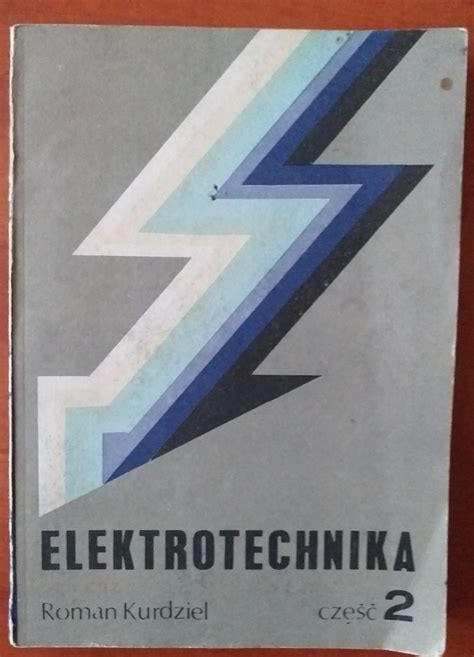 ELEKTROTECHNIKA
Roman Kurdziel część 2